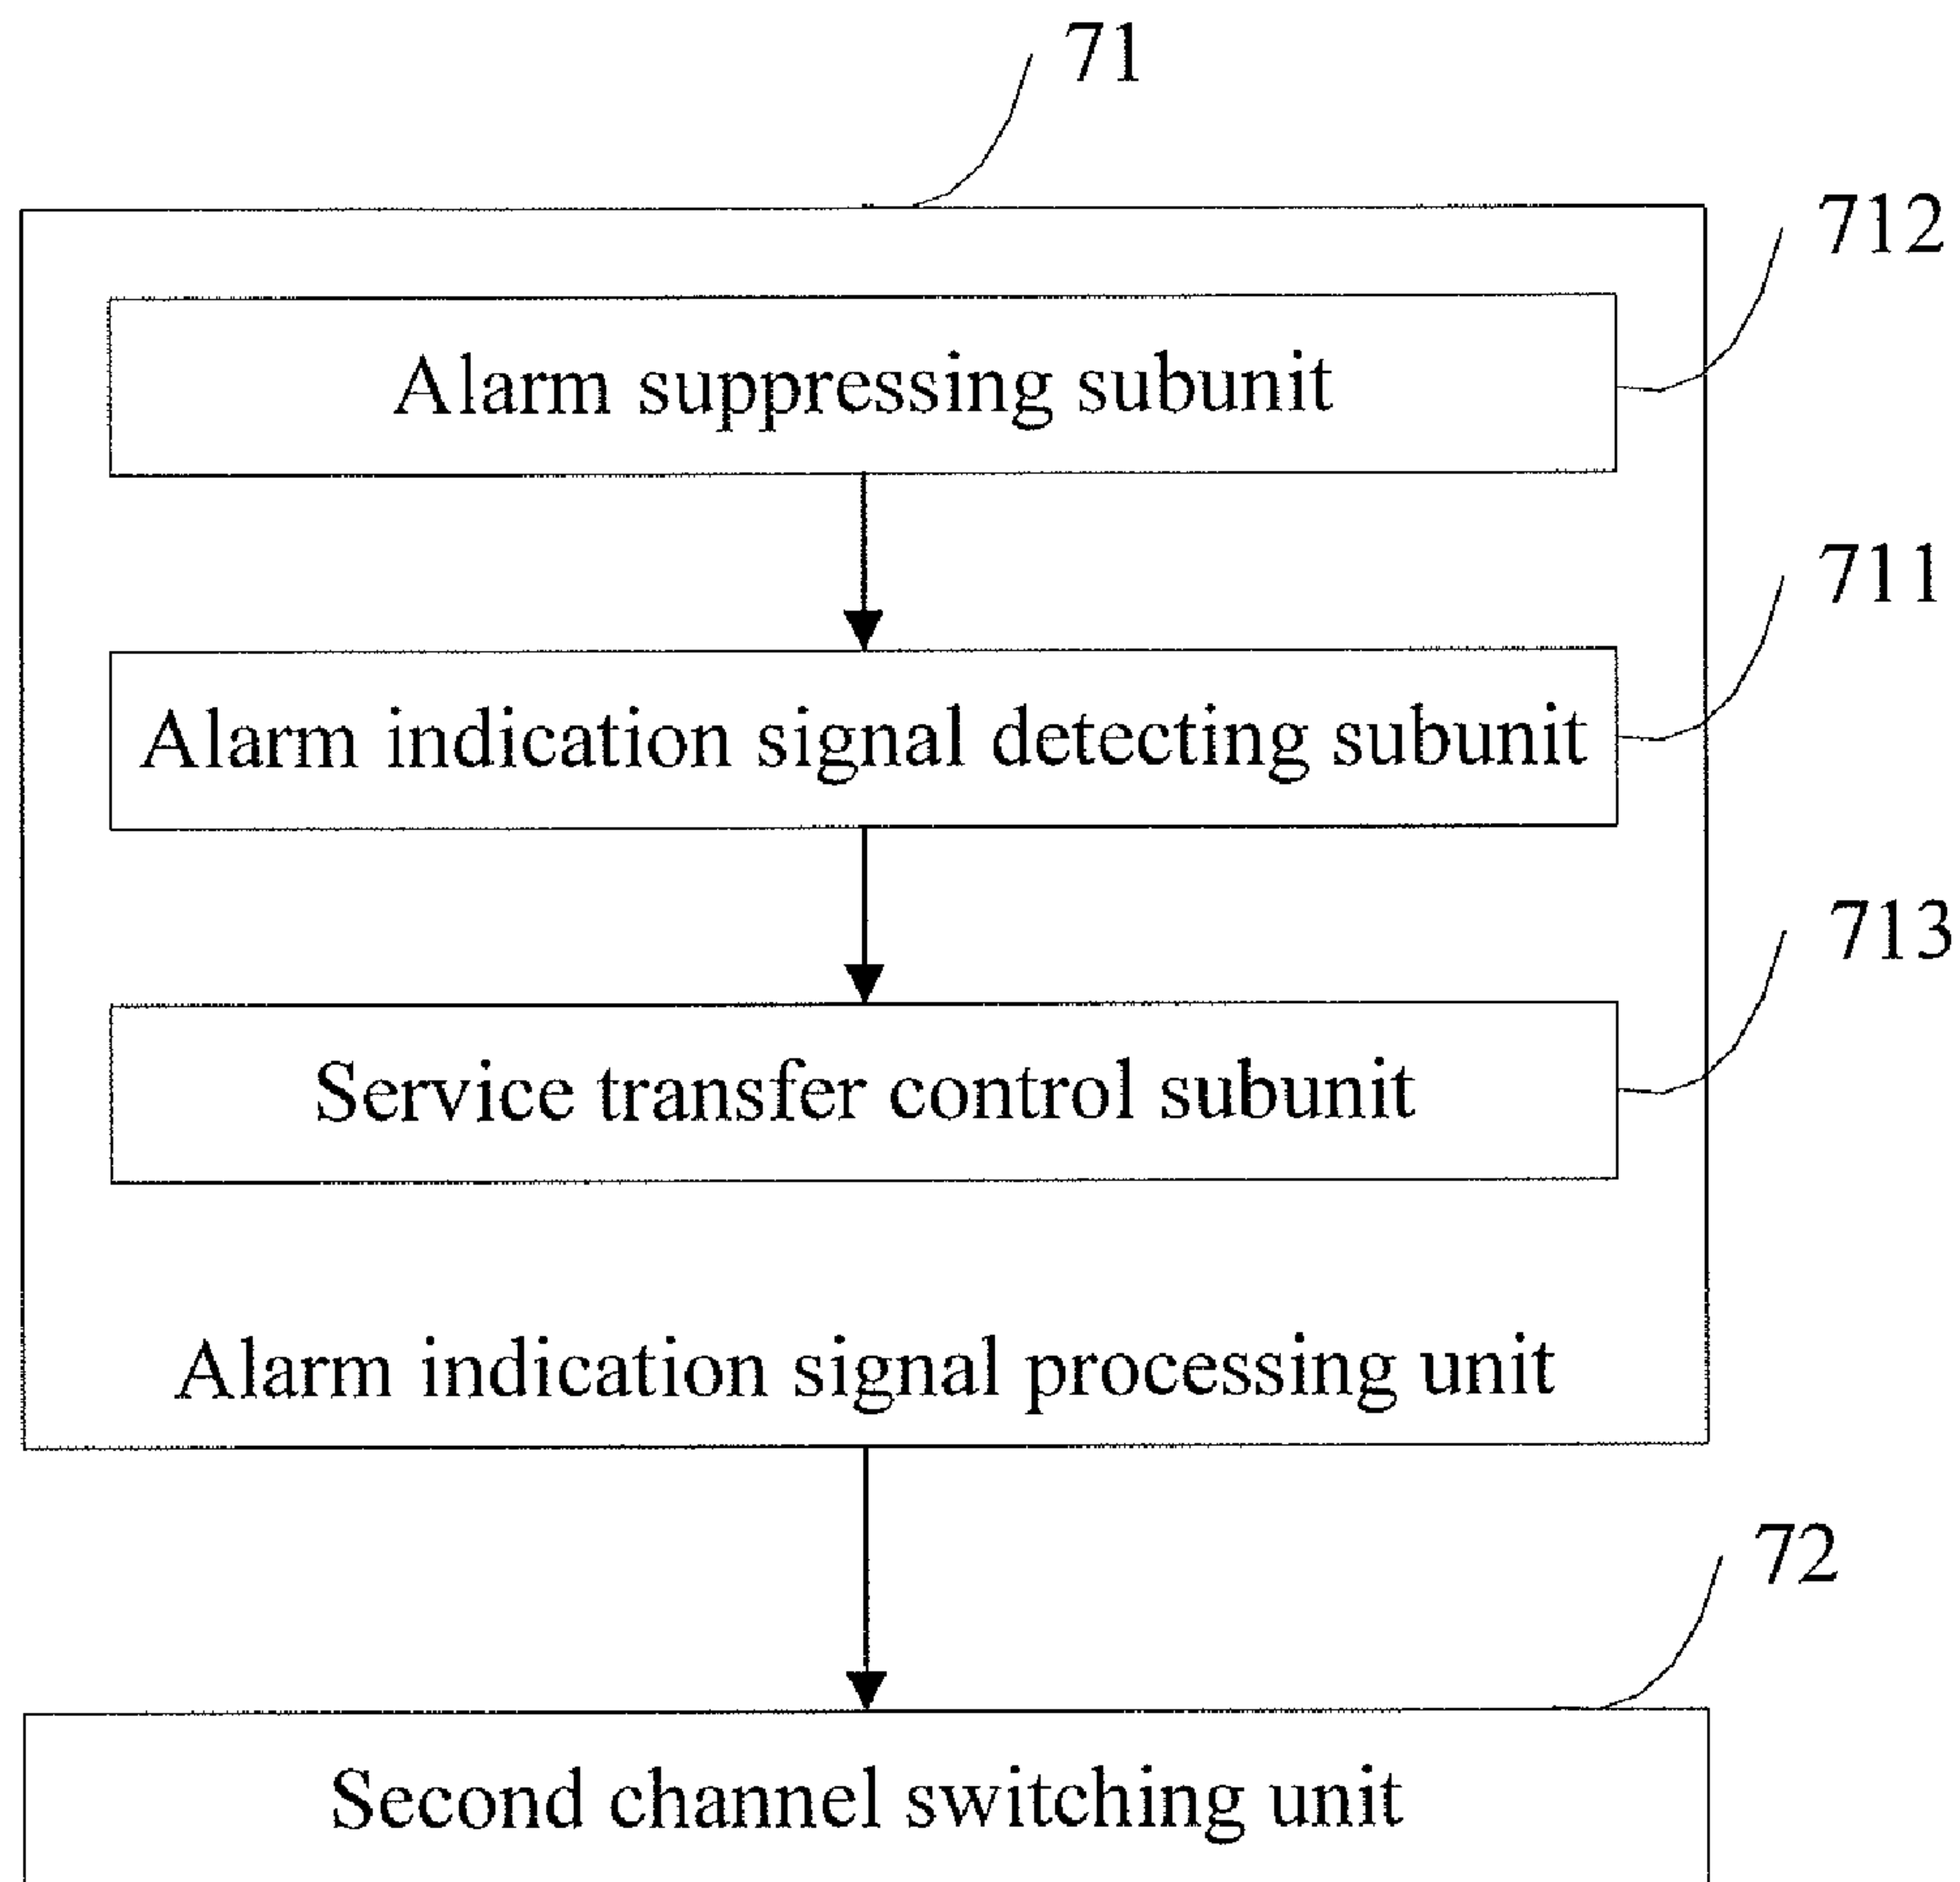 71
712
Alarm suppressing subunit
711
Alarm indication signal detecting subunit
713
Service transfer control subunit
Alarm indication signal processing unit
72
Second channel switching unit